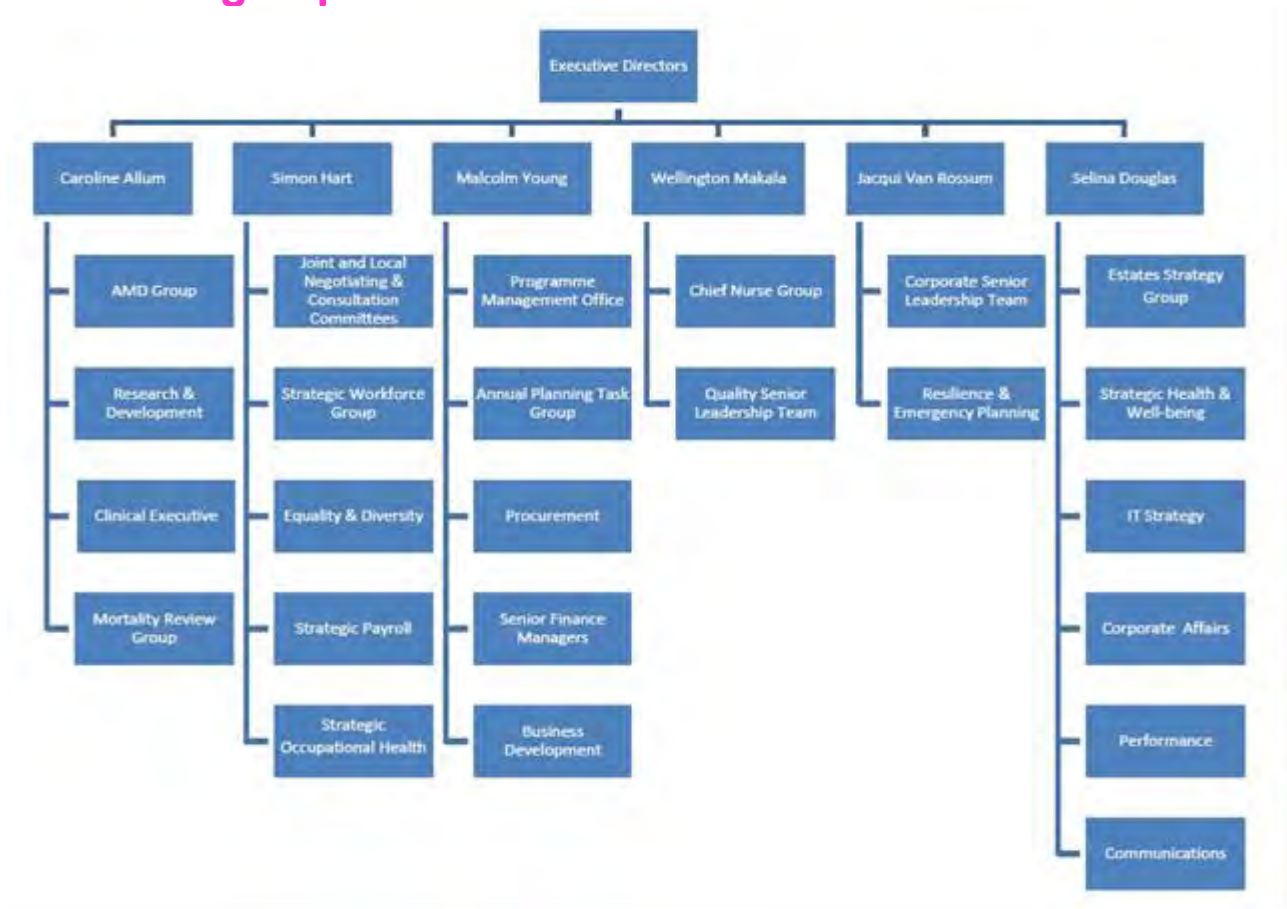 Executive Directors
Caroline Allum
Simon Hart
Malcolm Young
Wellington Makala
Jacqui Van Rossum
Selina Douglas
AMD Group
Research &
Development
Clinical Executive
Mortality Review
Group
Joint and Local
Negotiating &
Consultation
Committees
Strategic Workforce
Group
Equality & Diversity
Strategic Payroll
Strategic
Occupational Health
Programme
Management Office
Annual Planning Task
Group
Procurement
Senior Finance
Managers
Business
Development
Chief Nurse Group
Quality Senior
Leadership Team
Corporate Senior
Leadership Team
Resilience &
Emergency Planning
Estates Strategy
Group
Strategic Health &
Well-being
IT Strategy
Corporate Affairs
Performance
Communications